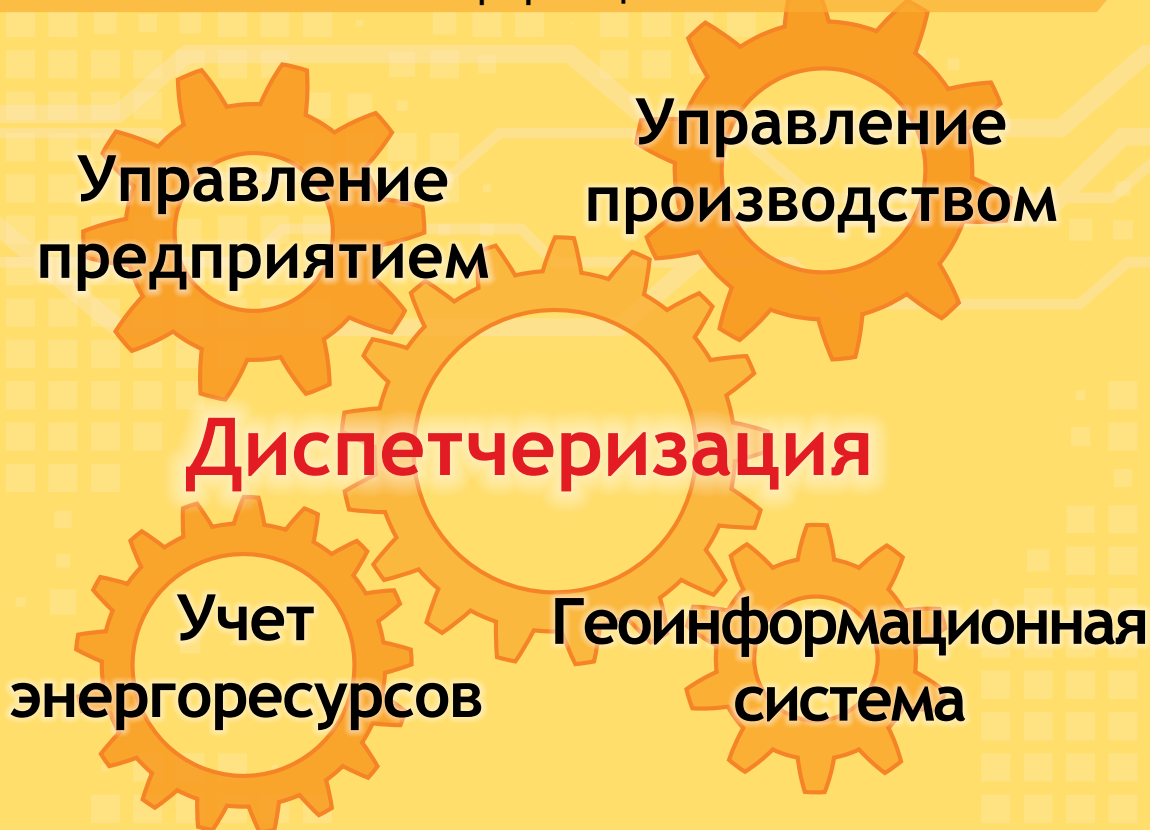 Управление
предприятием
Управление
производством
Диспетчеризация
Учет
энергоресурсов
Геоинформационная
система